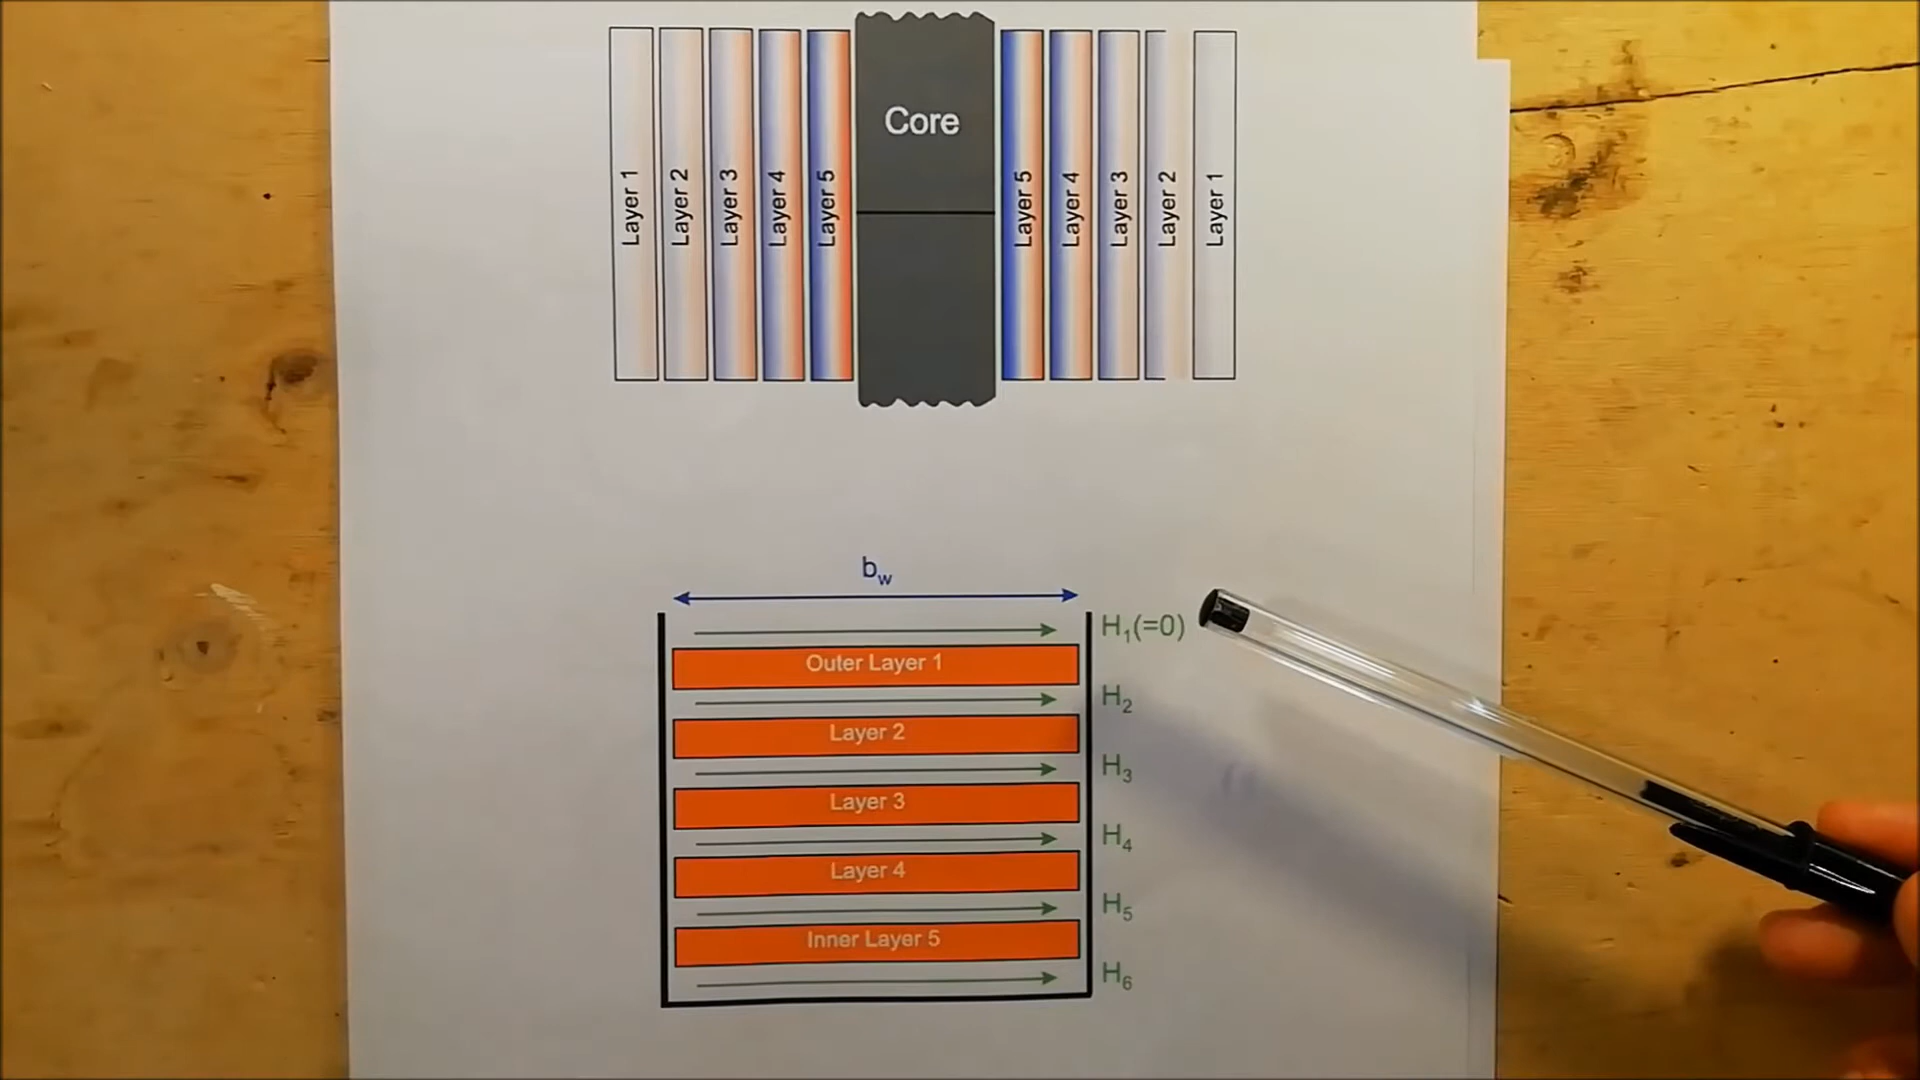 Layer 1
Layer 2
Layer 3
Layer 4
Layer 5
Core
Layer 5
Layer 4
Layer 3
Layer 2
Layer 1
b_w
H₁(=0)
Outer Layer 1
H₂
Layer 2
H₃
Layer 3
H₄
Layer 4
H₅
Inner Layer 5
H₆